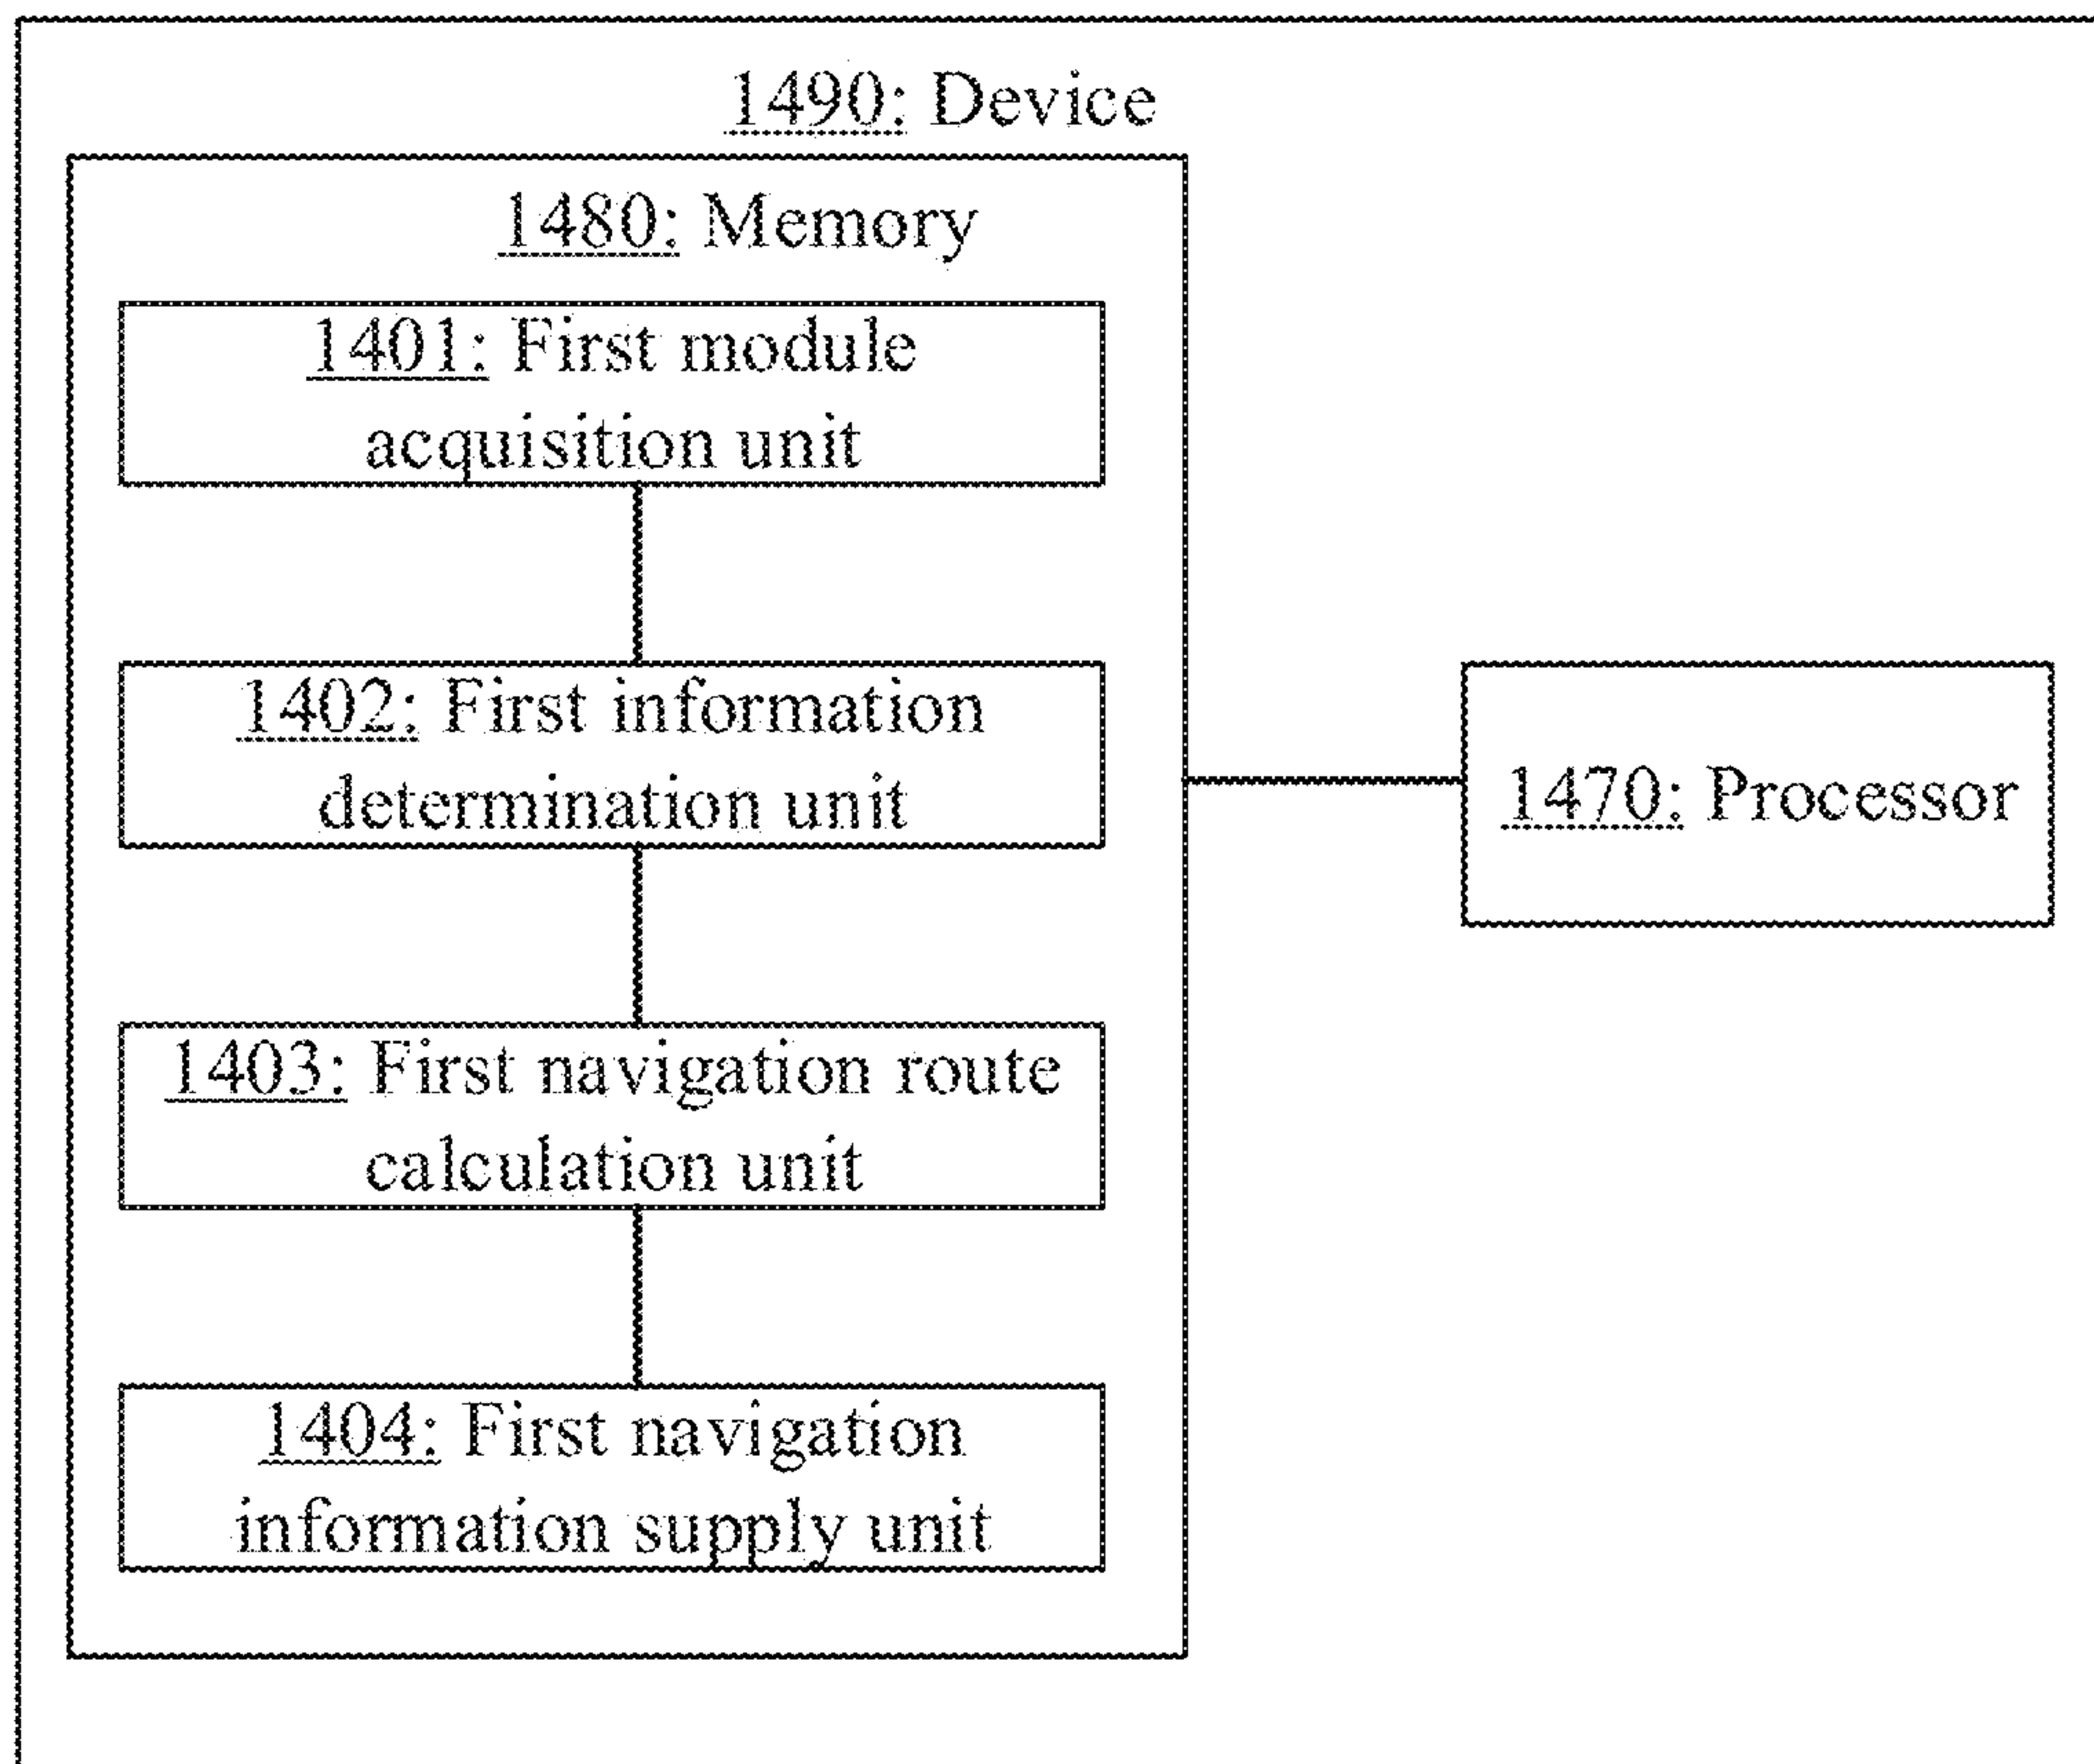 1490: Device
1480: Memory
1401: First module
acquisition unit
1402: First information
determination unit
1403: First navigation route
calculation unit
1404: First navigation
information supply unit
1470: Processor